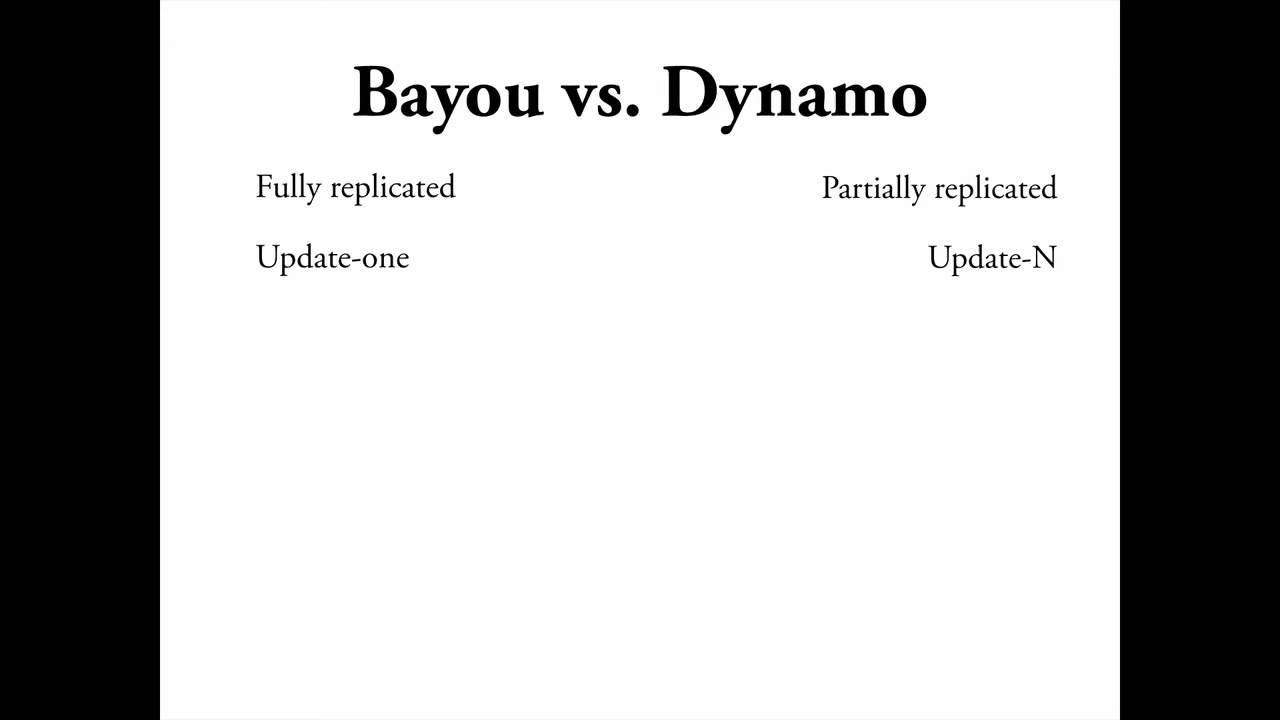 Bayou vs. Dynamo
Fully replicated
Partially replicated
Update-one
Update-N